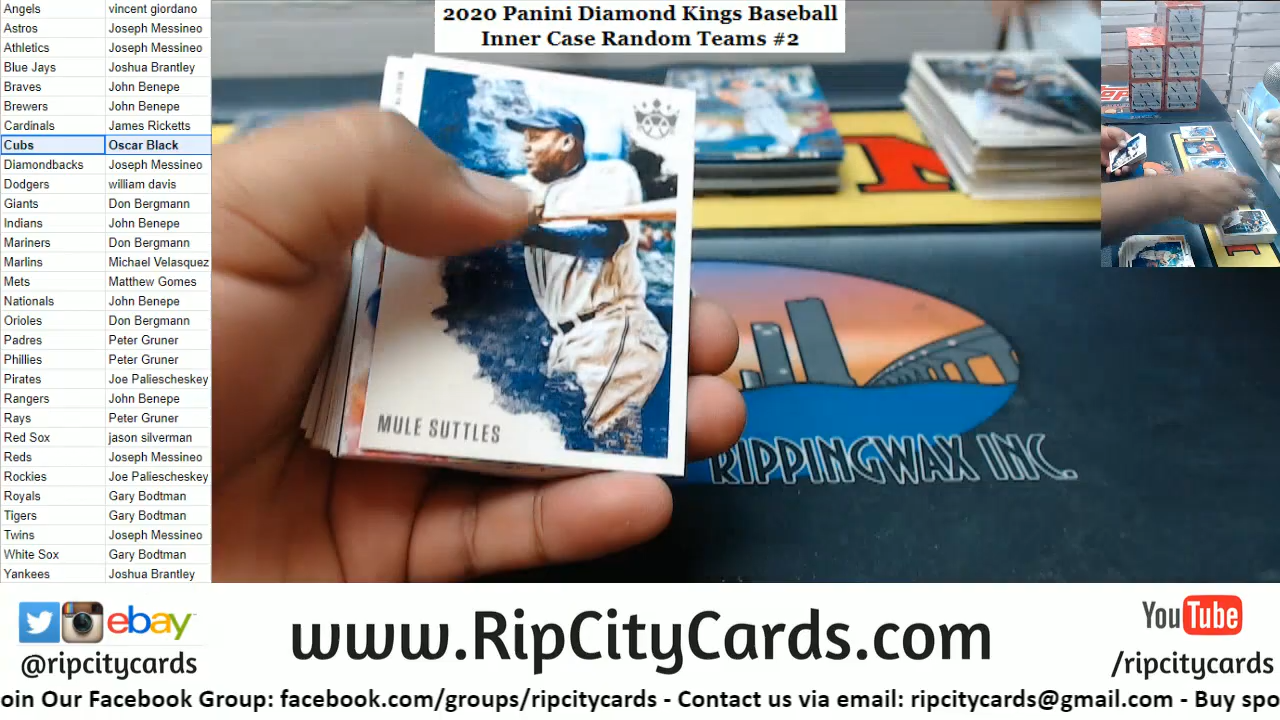 2020 Panini Diamond Kings Baseball
Inner Case Random Teams #2
Angels vincent giordano
Astros Joseph Messineo
Athletics Joseph Messineo
Blue Jays Joshua Brantley
Braves John Benepe
Brewers John Benepe
Cardinals James Ricketts
Cubs Oscar Black
Diamondbacks Joseph Messineo
Dodgers william davis
Giants Don Bergmann
Indians John Benepe
Mariners Don Bergmann
Marlins Michael Velasquez
Mets Matthew Gomes
Nationals John Benepe
Orioles Don Bergmann
Padres Peter Gruner
Phillies Peter Gruner
Pirates Joe Paliescheskey
Rangers John Benepe
Rays Peter Gruner
Red Sox jason silverman
Reds Joseph Messineo
Rockies Joe Paliescheskey
Royals Gary Bodtman
Tigers Gary Bodtman
Twins Joseph Messineo
White Sox Gary Bodtman
Yankees Joshua Brantley
MULE SUTTLES
RIPPINGWAX INC.
ebay
@ripcitycards
www.RipCityCards.com
YouTube
/ripcitycards
oin Our Facebook Group: facebook.com/groups/ripcitycards - Contact us via email: ripcitycards@gmail.com - Buy spo